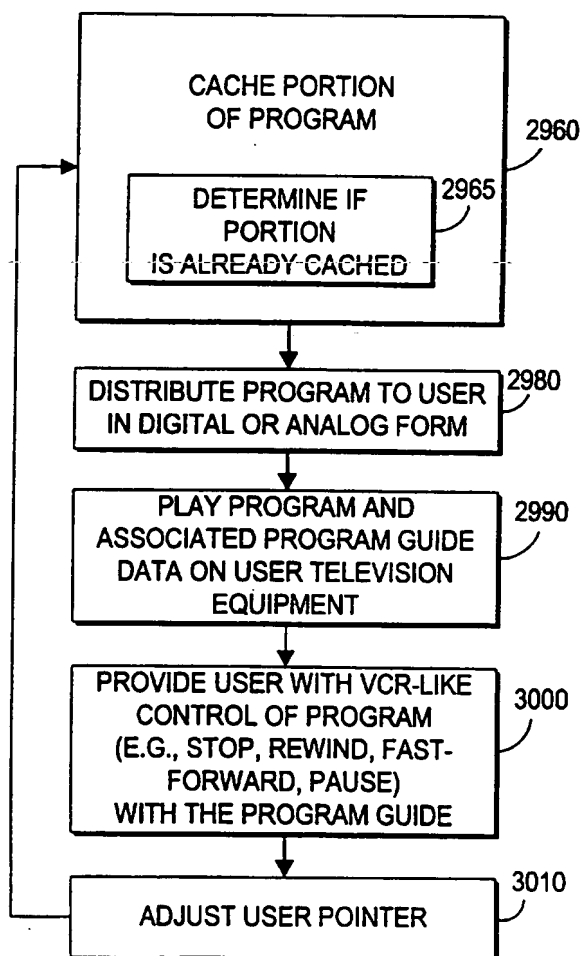 CACHE PORTION
OF PROGRAM
2960
DETERMINE IF
PORTION
IS ALREADY CACHED
2965
DISTRIBUTE PROGRAM TO USER
IN DIGITAL OR ANALOG FORM
2980
PLAY PROGRAM AND
ASSOCIATED PROGRAM GUIDE
DATA ON USER TELEVISION
EQUIPMENT
2990
PROVIDE USER WITH VCR-LIKE
CONTROL OF PROGRAM
(E.G., STOP, REWIND, FAST-
FORWARD, PAUSE)
WITH THE PROGRAM GUIDE
3000
ADJUST USER POINTER
3010